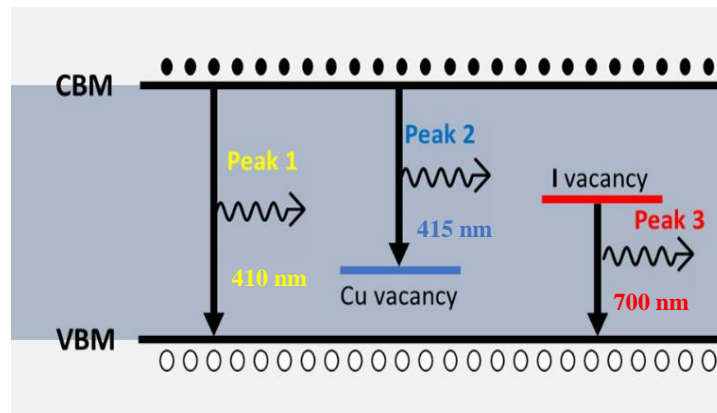 CBM
Peak 1
Peak 2
I vacancy
Peak 3
415 nm
410 nm
Cu vacancy
700 nm
VBM